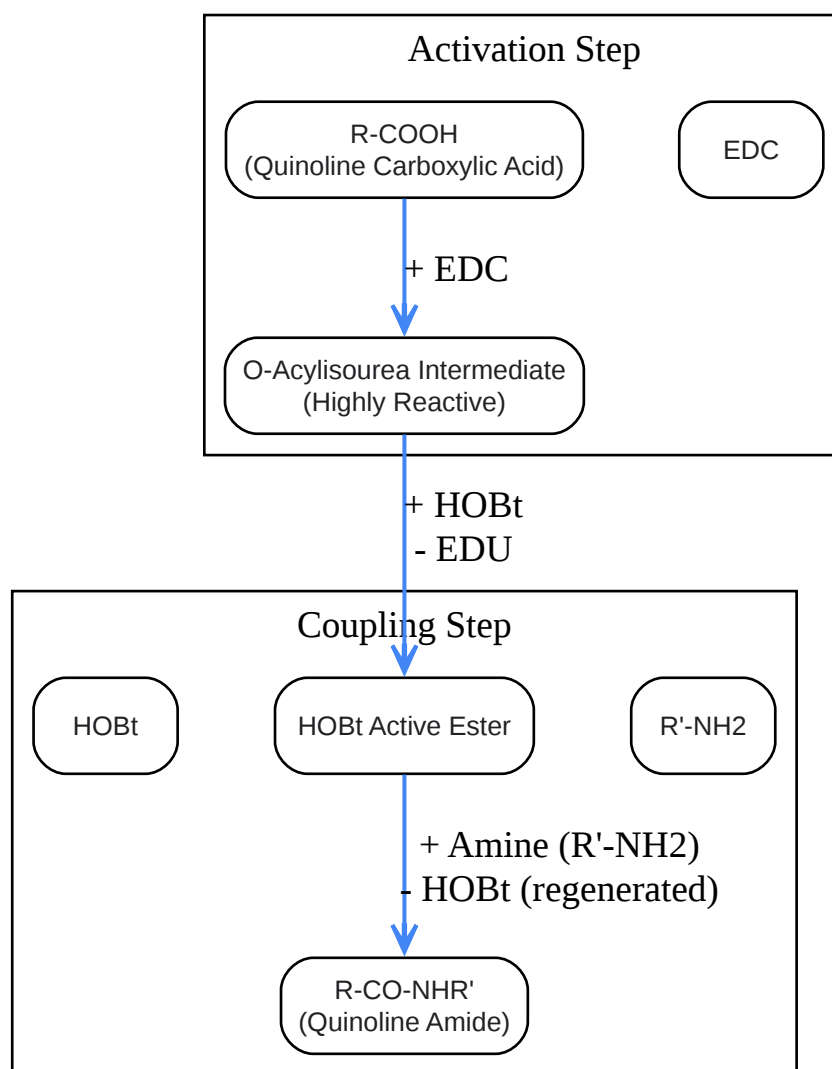 Activation Step
R-COOH
(Quinoline Carboxylic Acid)
EDC
+ EDC
O-Acylisourea Intermediate
(Highly Reactive)
+ HOBt
- EDU
Coupling Step
HOBt
HOBt Active Ester
R'-NH2
+ Amine (R'-NH2)
- HOBt (regenerated)
R-CO-NHR'
(Quinoline Amide)